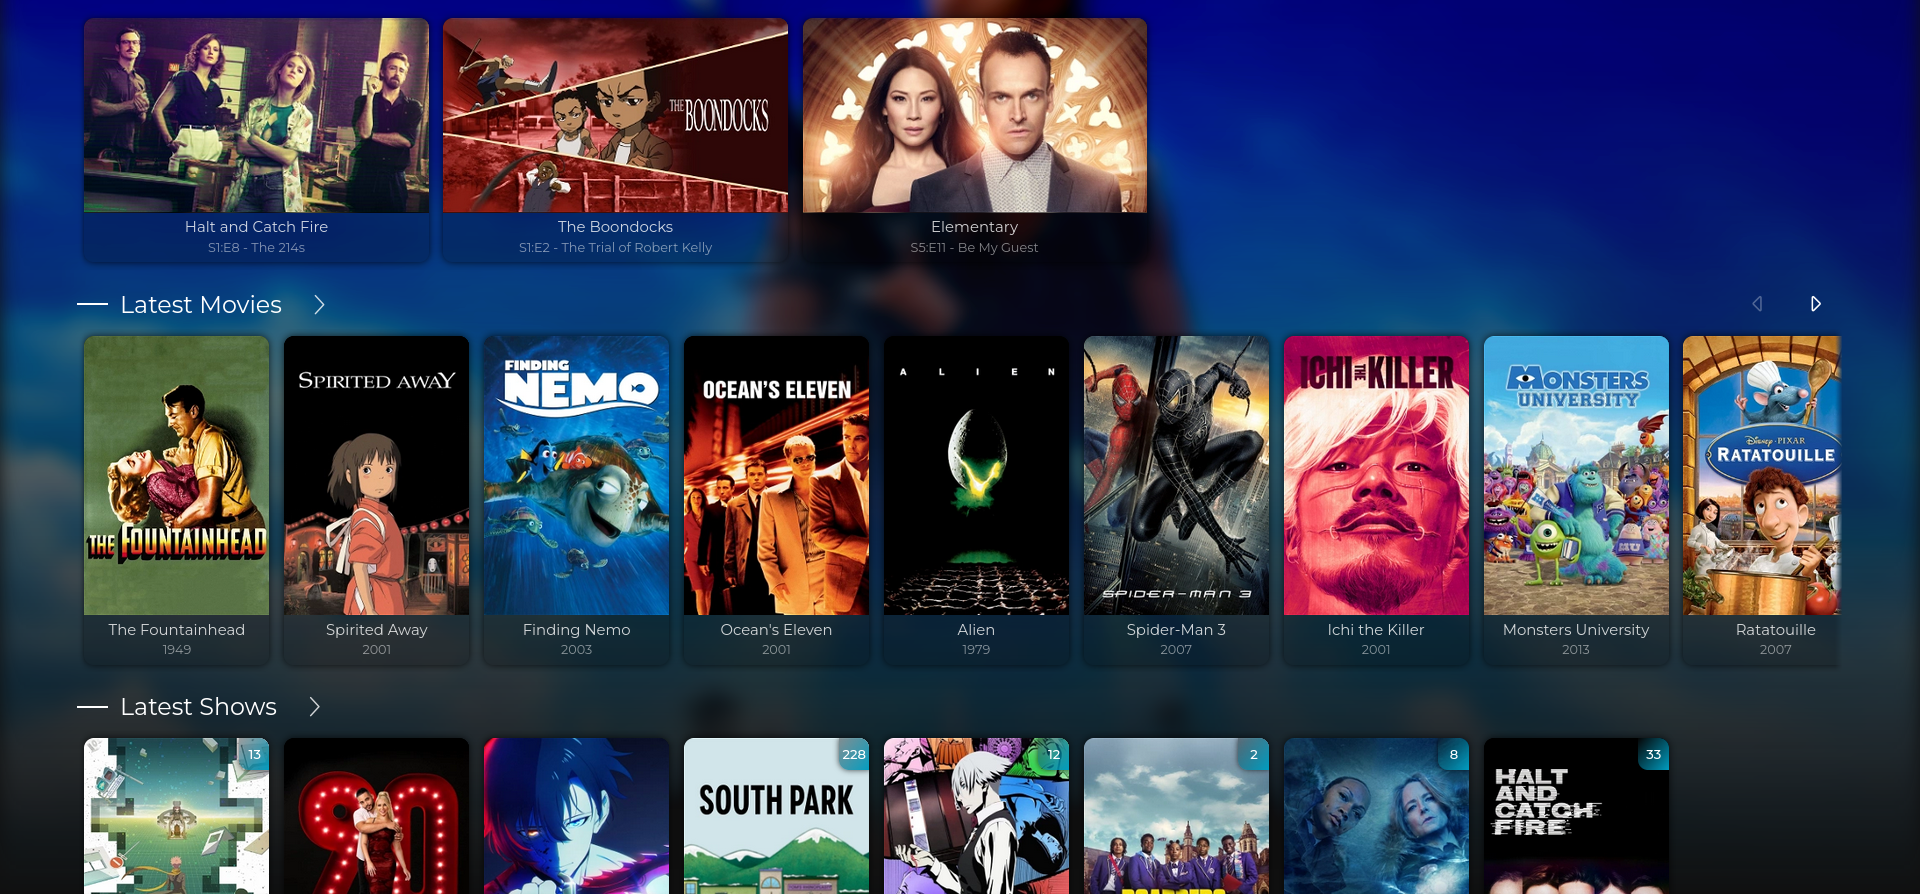 THE BOONDOCKS
Halt and Catch Fire
S1:E8 - The 214s
The Boondocks
S1:E2 - The Trial of Robert Kelly
Elementary
S5:E11 - Be My Guest
Latest Movies
THE FOUNTAINHEAD
SPIRITED AWAY
FINDING
NEMO
OCEAN'S ELEVEN
ALIEN
SPIDER-MAN 3
ICHI THE KILLER
MONSTERS
UNIVERSITY
MU
DISNEY · PIXAR
RATATOUILLE
The Fountainhead
1949
Spirited Away
2001
Finding Nemo
2003
Ocean's Eleven
2001
Alien
1979
Spider-Man 3
2007
Ichi the Killer
2001
Monsters University
2013
Ratatouille
2007
Latest Shows
13
90
228
SOUTH PARK
12
2
8
33
HALT
AND
CATCH
FIRE